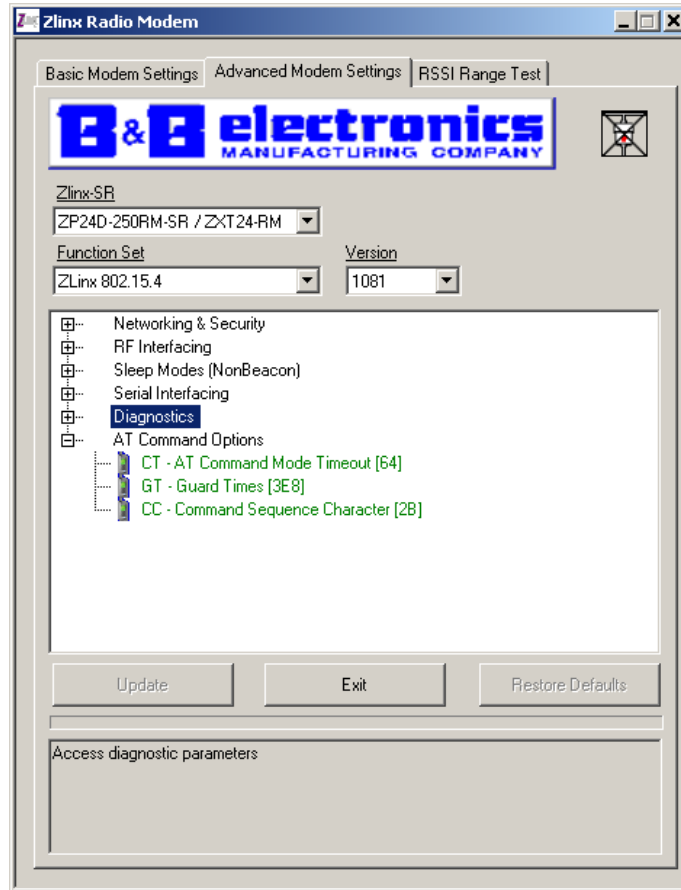 Zlinx Radio Modem
Basic Modem Settings
Advanced Modem Settings
RSSI Range Test
B&B electronics
MANUFACTURING COMPANY
Zlinx-SR
ZP24D-250RM-SR / ZXT24-RM
Function Set
Version
ZLinx 802.15.4
1081
Networking & Security
RF Interfacing
Sleep Modes (NonBeacon)
Serial Interfacing
Diagnostics
AT Command Options
CT - AT Command Mode Timeout [64]
GT - Guard Times [3E8]
CC - Command Sequence Character [2B]
Update
Exit
Restore Defaults
Access diagnostic parameters